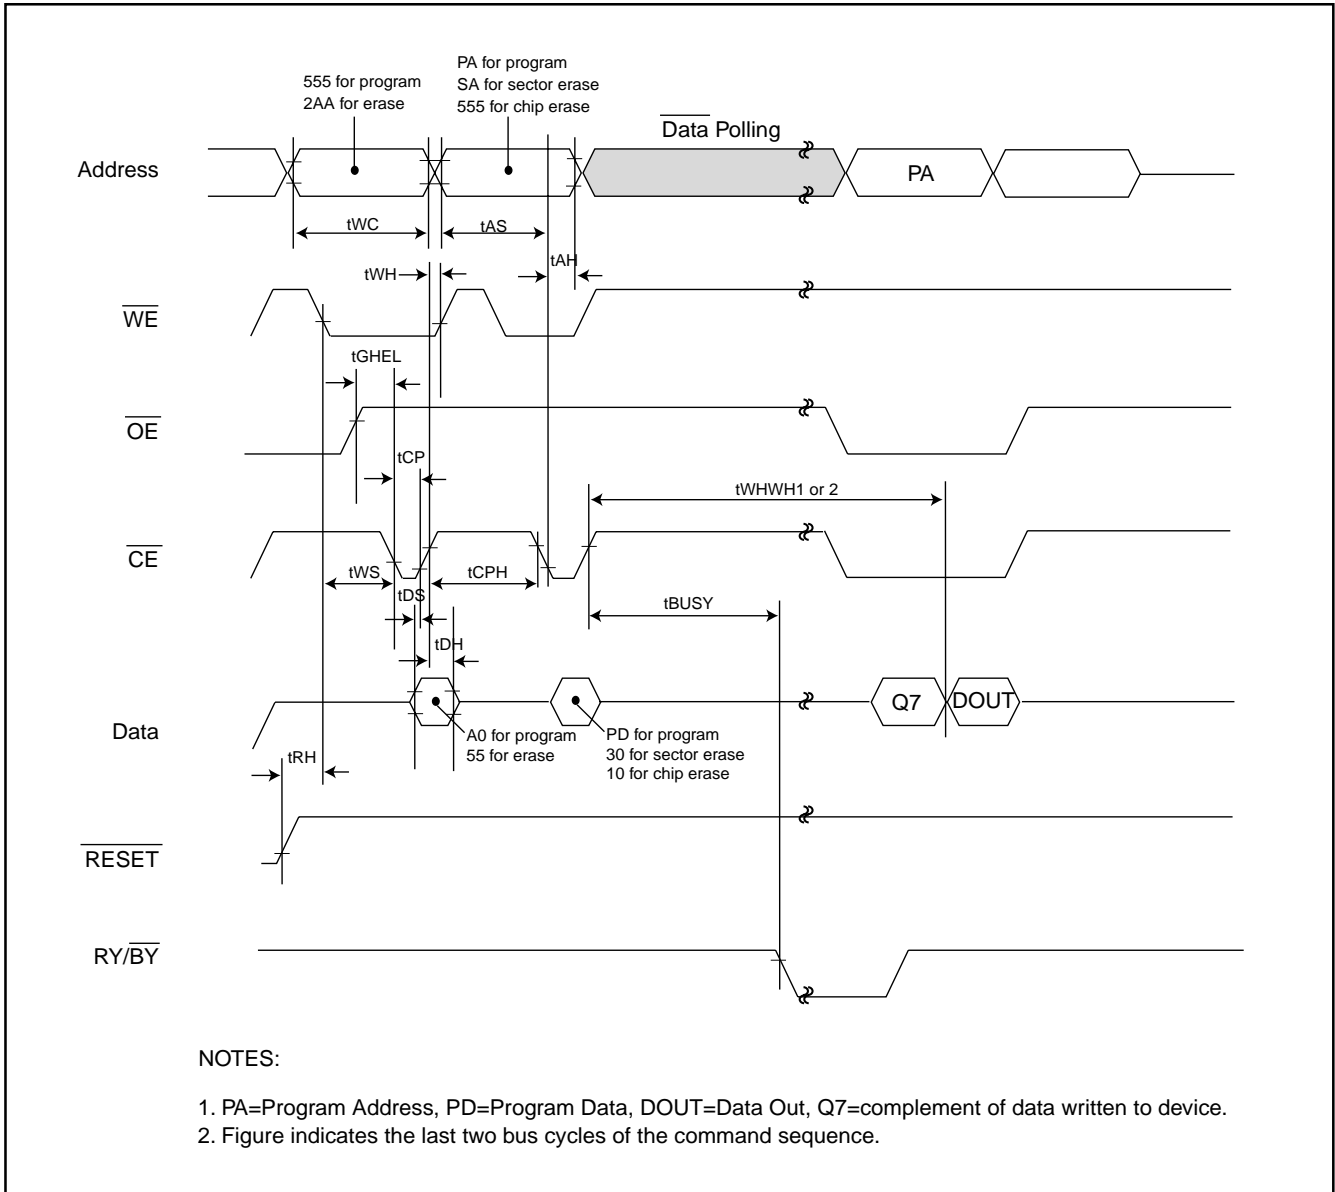 555 for program
2AA for erase
PA for program
SA for sector erase
555 for chip erase
Data Polling
Address
PA
tWC
tAS
tAH
tWH
WE
tGHEL
OE
tCP
tWHWH1 or 2
CE
tWS
tCPH
tDS
tBUSY
tDH
Q7
DOUT
Data
A0 for program
55 for erase
PD for program
30 for sector erase
10 for chip erase
tRH
RESET
RY/BY
NOTES:
1. PA=Program Address, PD=Program Data, DOUT=Data Out, Q7=complement of data written to device.
2. Figure indicates the last two bus cycles of the command sequence.